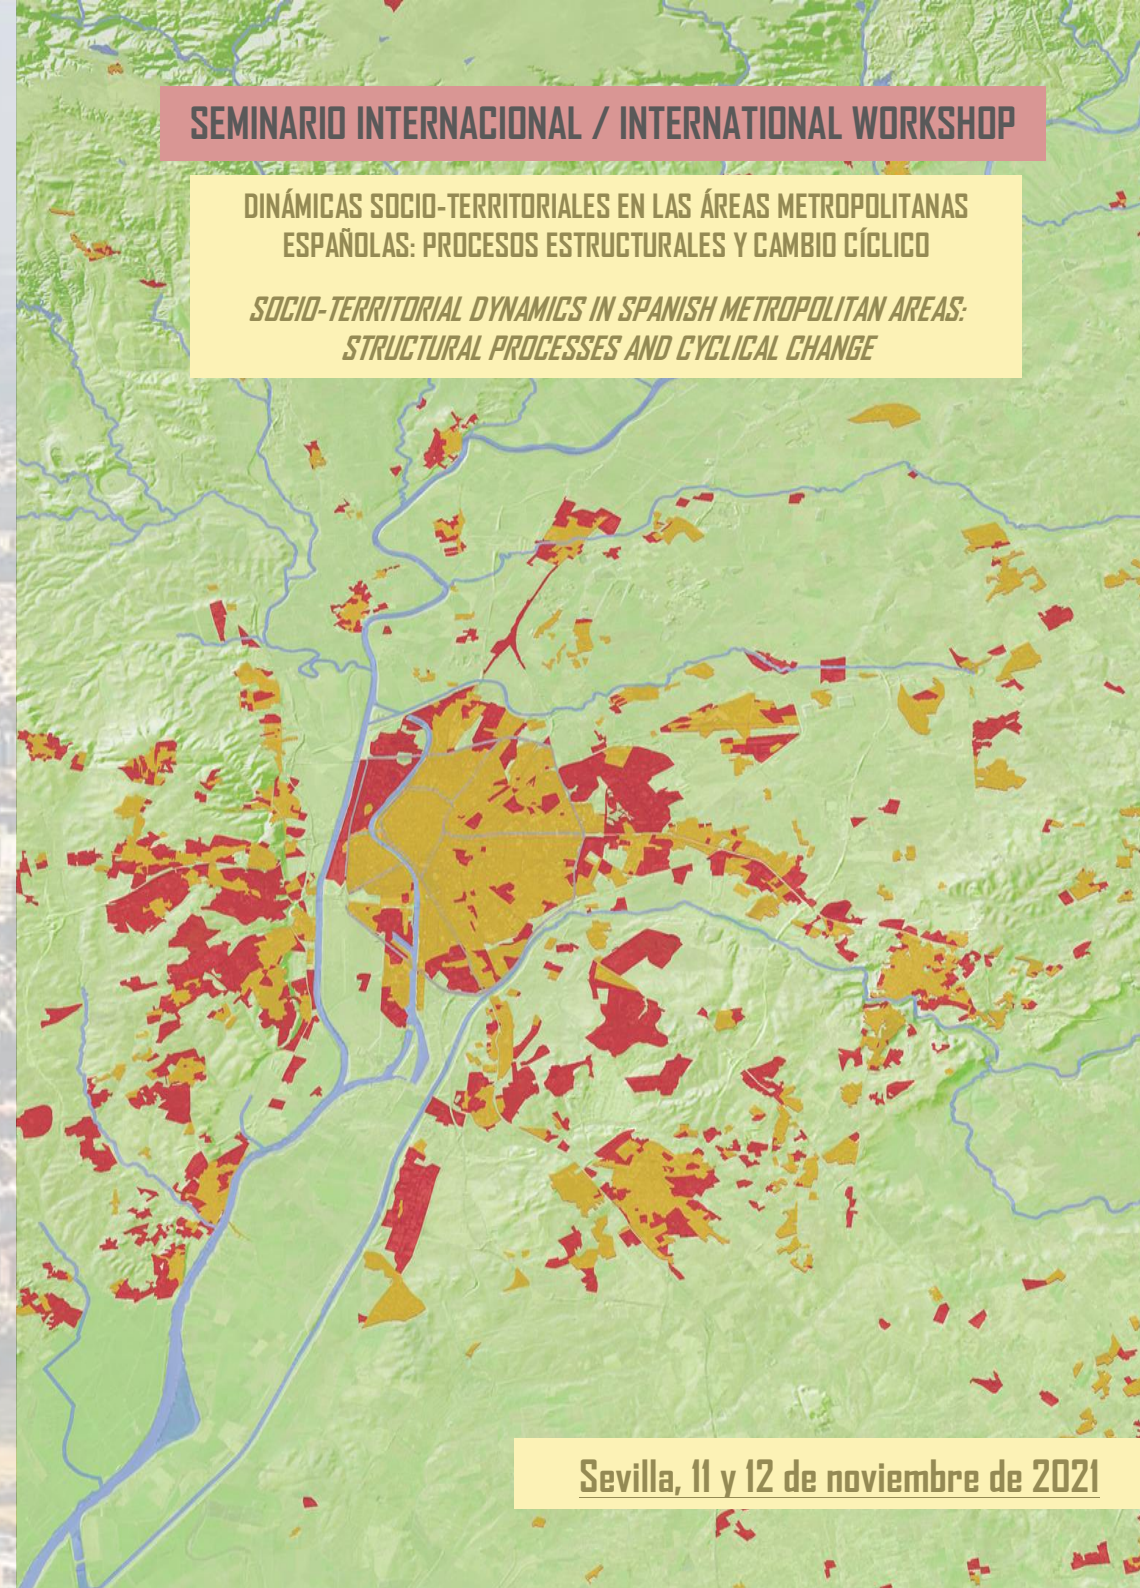 SEMINARIO INTERNACIONAL / INTERNATIONAL WORKSHOP
DINÁMICAS SOCIO-TERRITORIALES EN LAS ÁREAS METROPOLITANAS
ESPAÑOLAS: PROCESOS ESTRUCTURALES Y CAMBIO CÍCLICO
SOCIO-TERRITORIAL DYNAMICS IN SPANISH METROPOLITAN AREAS:
STRUCTURAL PROCESSES AND CYCLICAL CHANGE
Sevilla, 11 y 12 de noviembre de 2021